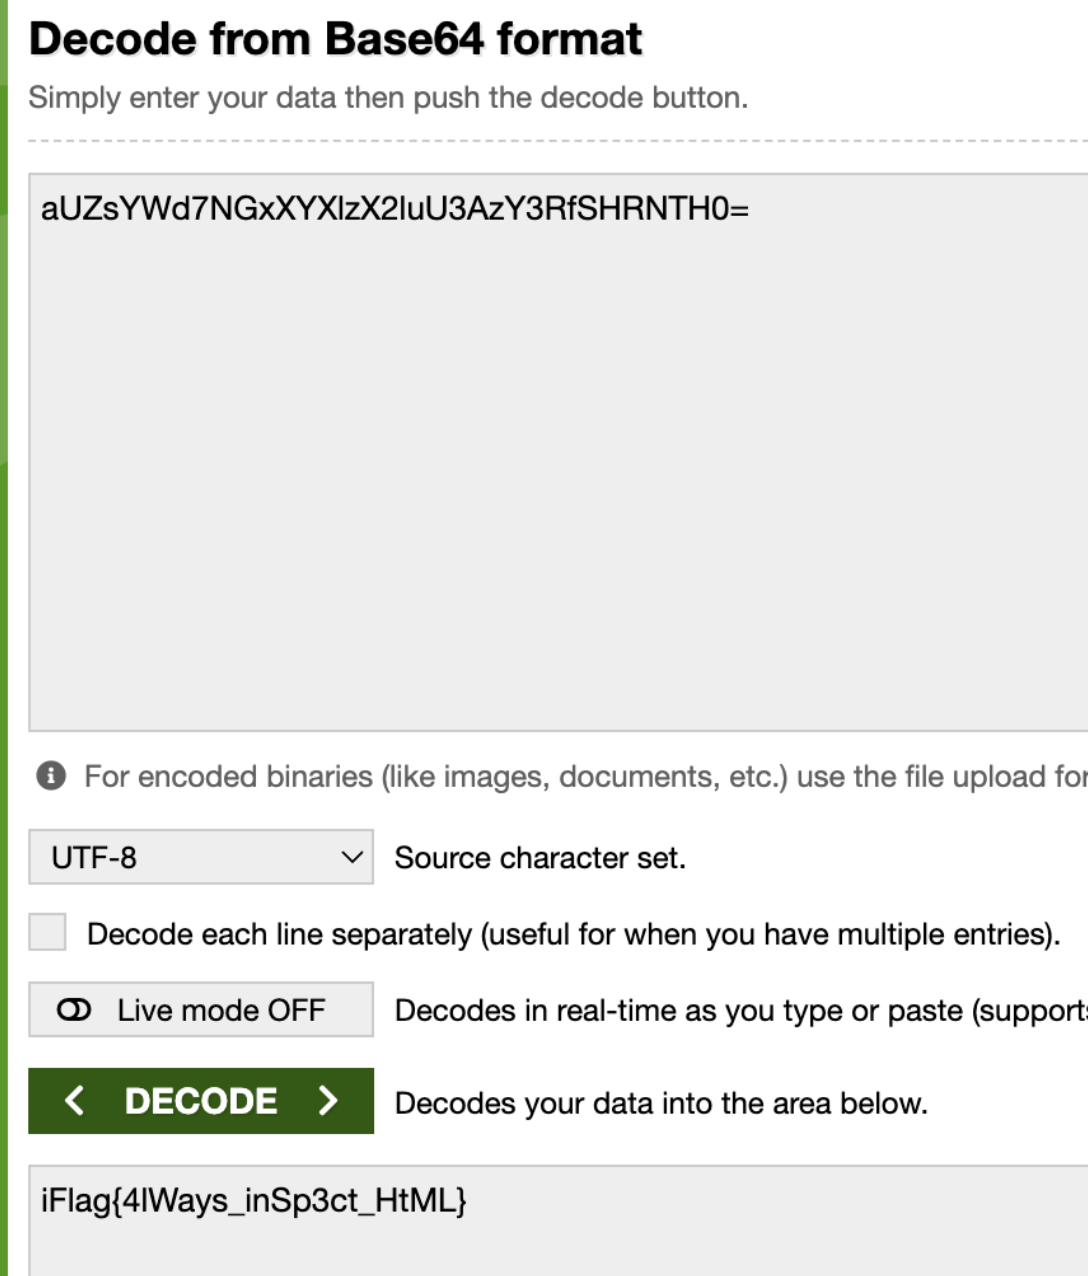 Decode from Base64 format
Simply enter your data then push the decode button.
aUZsYWd7NGxXYXlzX2luU3AzY3RfSHRNTH0=
For encoded binaries (like images, documents, etc.) use the file upload for
UTF-8 Source character set.
Decode each line separately (useful for when you have multiple entries).
Live mode OFF Decodes in real-time as you type or paste (supports
< DECODE > Decodes your data into the area below.
iFlag{4lWays_inSp3ct_HtML}